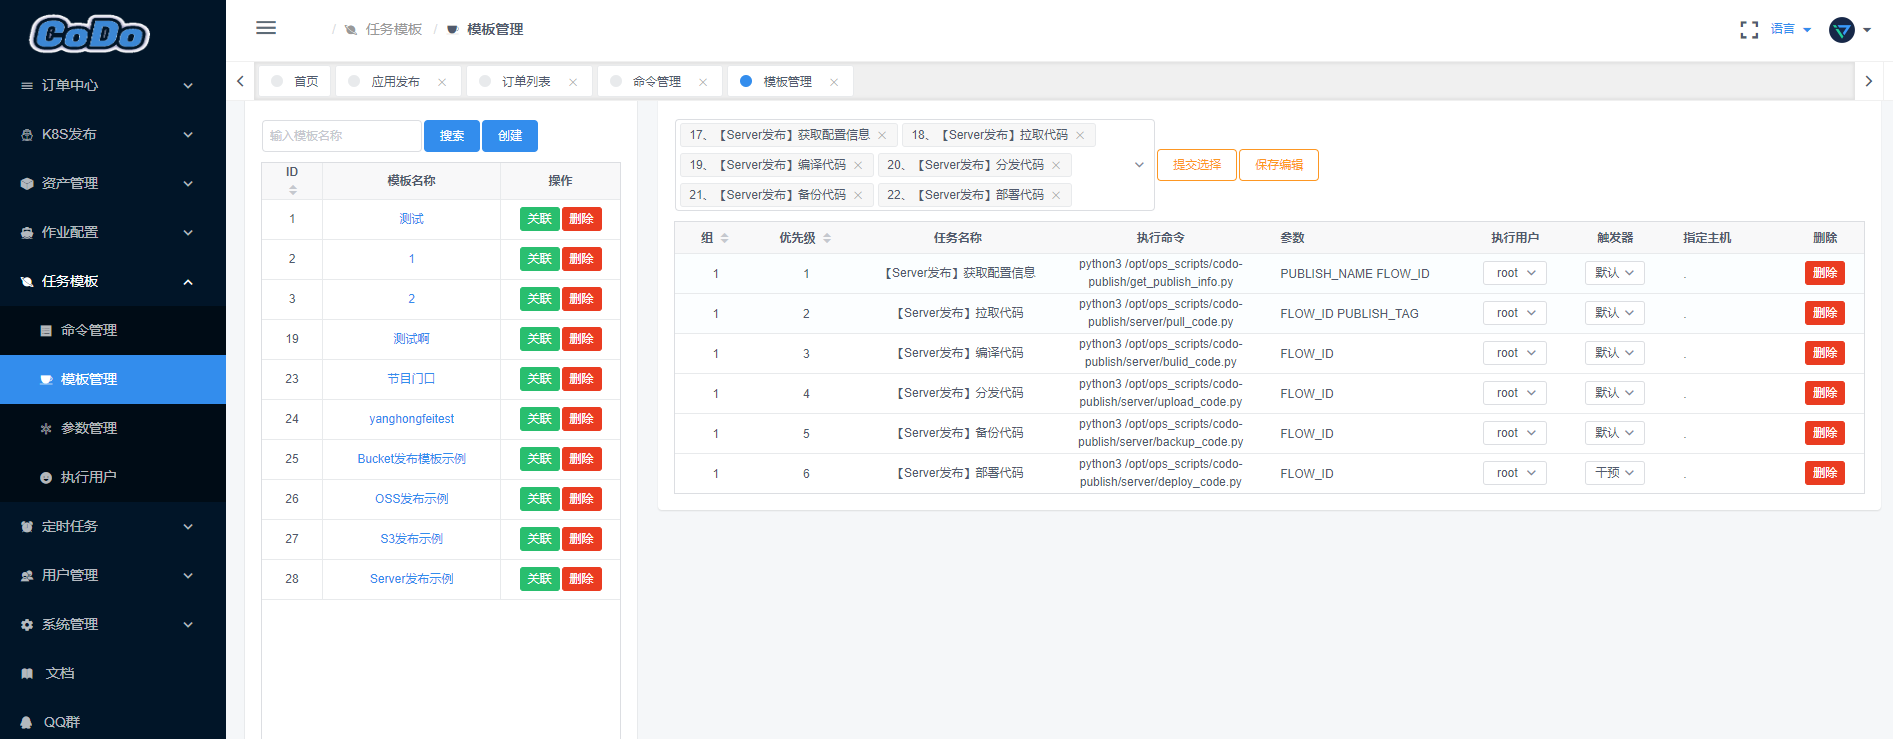 CoDo
订单中心
K8S发布
资产管理
作业配置
任务模板
命令管理
模板管理
参数管理
执行用户
定时任务
用户管理
系统管理
文档
QQ群
/ 任务模板 / 模板管理
语言
首页 应用发布 订单列表 命令管理 模板管理
输入模板名称 搜索 创建
ID 模板名称 操作
1 测试 关联 删除
2 1 关联 删除
3 2 关联 删除
19 测试啊 关联 删除
23 节目门口 关联 删除
24 yanghongfeitest 关联 删除
25 Bucket发布模板示例 关联 删除
26 OSS发布示例 关联 删除
27 S3发布示例 关联 删除
28 Server发布示例 关联 删除
17、【Server发布】获取配置信息 18、【Server发布】拉取代码
19、【Server发布】编译代码 20、【Server发布】分发代码
21、【Server发布】备份代码 22、【Server发布】部署代码
提交选择 保存编辑
组 优先级 任务名称 执行命令 参数 执行用户 触发器 指定主机 删除
1 1 【Server发布】获取配置信息 python3 /opt/ops_scripts/codo-
publish/get_publish_info.py PUBLISH_NAME FLOW_ID root 默认 . 删除
1 2 【Server发布】拉取代码 python3 /opt/ops_scripts/codo-
publish/server/pull_code.py FLOW_ID PUBLISH_TAG root 默认 . 删除
1 3 【Server发布】编译代码 python3 /opt/ops_scripts/codo-
publish/server/bulid_code.py FLOW_ID root 默认 . 删除
1 4 【Server发布】分发代码 python3 /opt/ops_scripts/codo-
publish/server/upload_code.py FLOW_ID root 默认 . 删除
1 5 【Server发布】备份代码 python3 /opt/ops_scripts/codo-
publish/server/backup_code.py FLOW_ID root 默认 . 删除
1 6 【Server发布】部署代码 python3 /opt/ops_scripts/codo-
publish/server/deploy_code.py FLOW_ID root 干预 . 删除